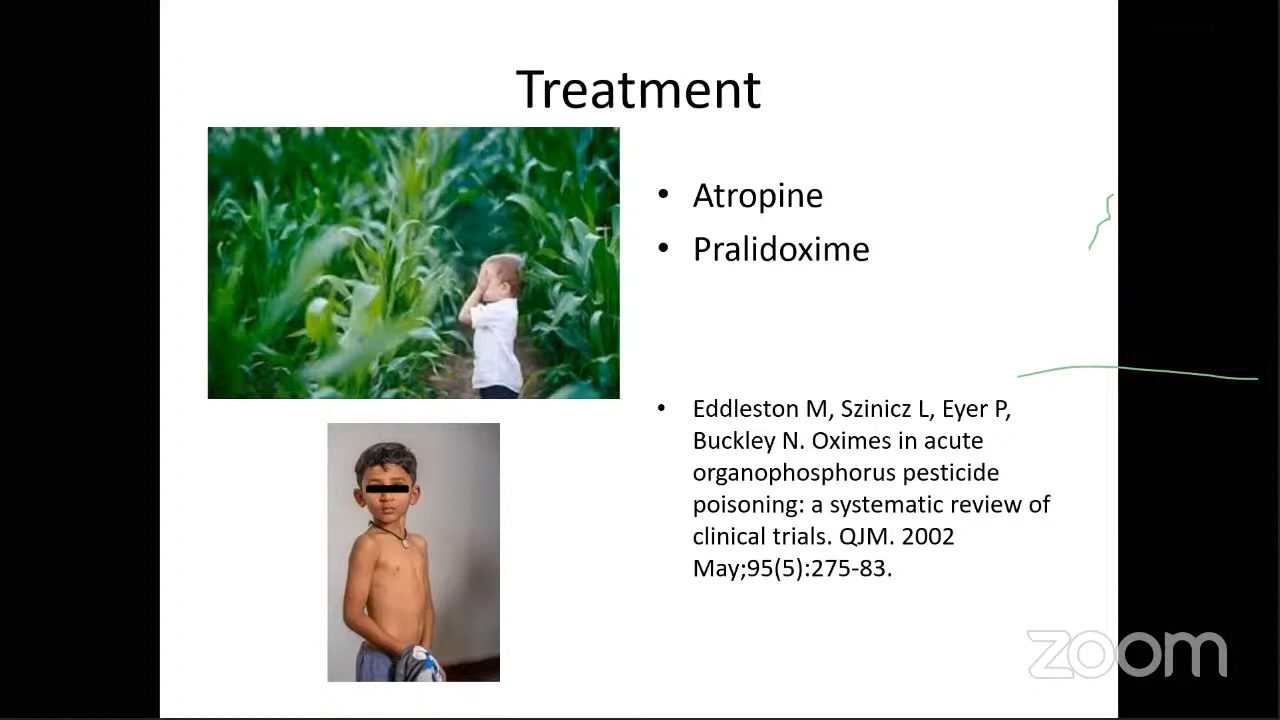 Treatment
• Atropine
• Pralidoxime
• Eddleston M, Szinicz L, Eyer P,
Buckley N. Oximes in acute
organophosphorus pesticide
poisoning: a systematic review of
clinical trials. QJM. 2002
May;95(5):275-83.
zoom